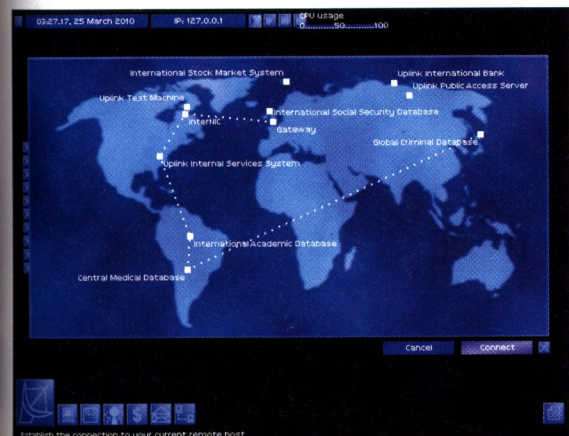 03:27.17, 25 March 2010
IP: 127.0.0.1
CPU usage
0..........50..........100
International Stock Market System
Uplink International Bank
Uplink Public Access Server
Uplink Test Machine
InterNIC
International Social Security Database
Gateway
Global Criminal Database
Uplink Internal Services System
International Academic Database
Central Medical Database
Cancel
Connect
Establish the connection to your current remote host